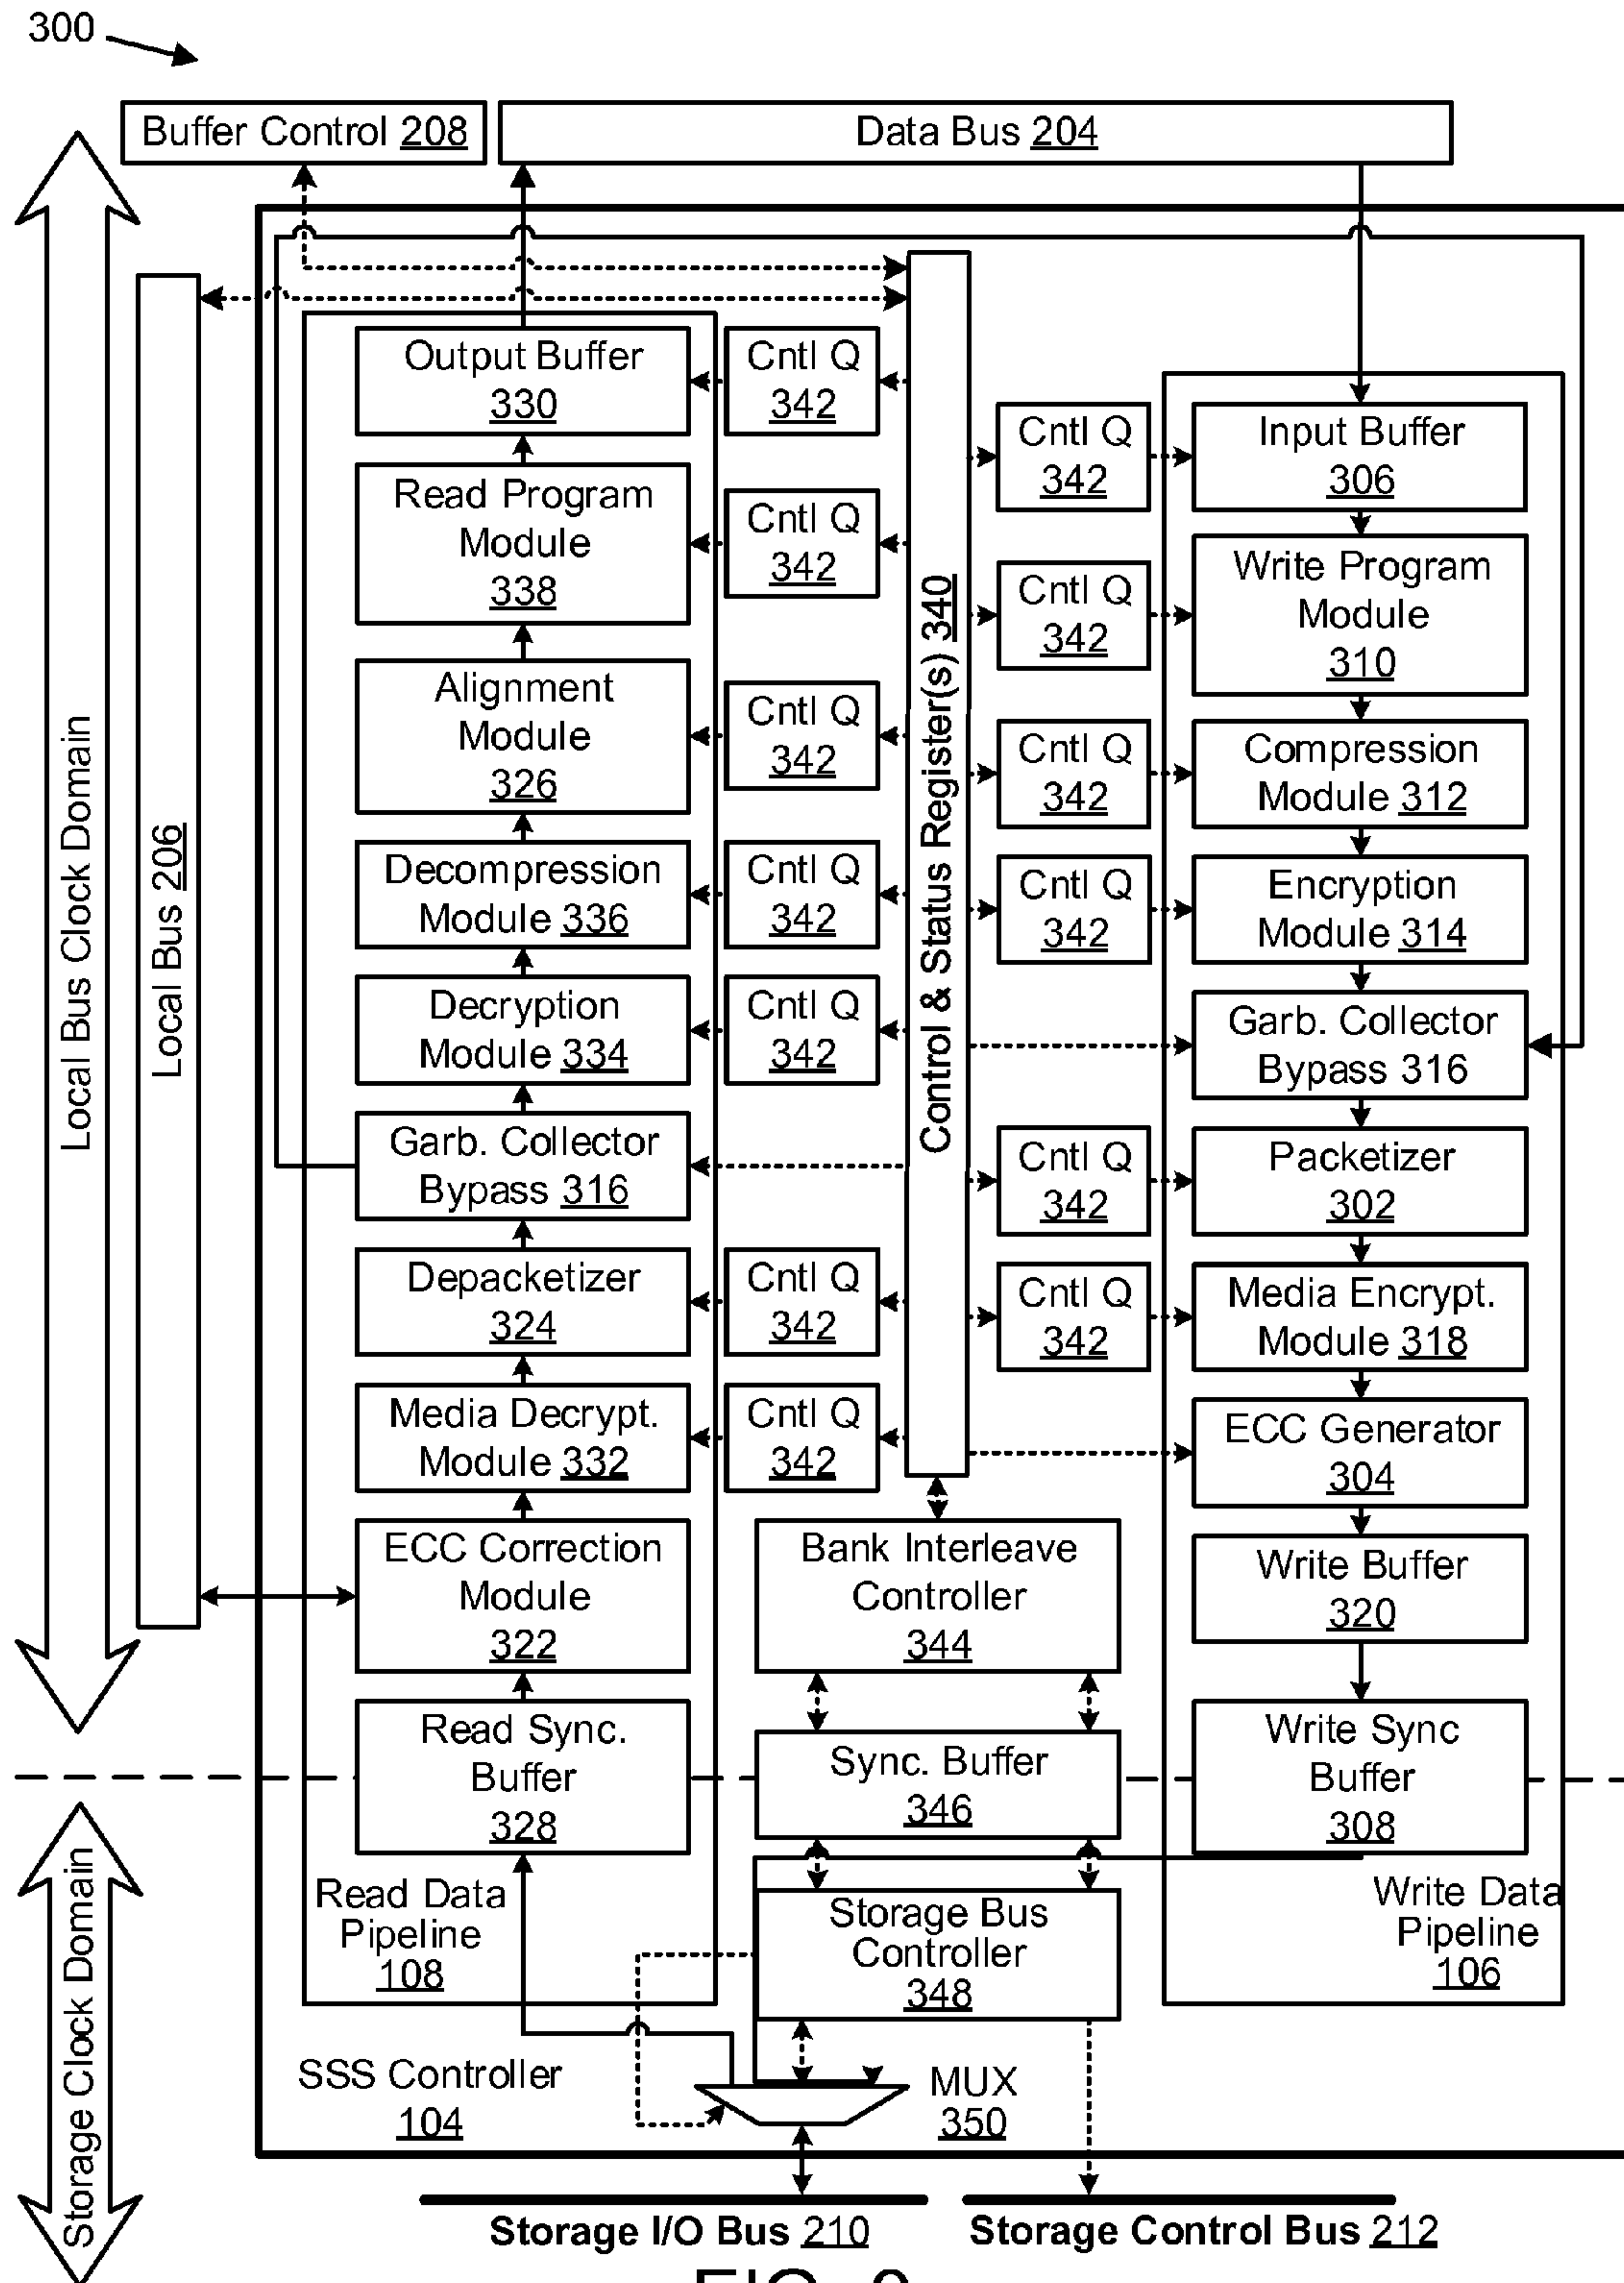 300
Buffer Control 208
Data Bus 204
Local Bus Clock Domain
Local Bus 206
Output Buffer
330
Read Program
Module
338
Alignment
Module
326
Decompression
Module 336
Decryption
Module 334
Garb. Collector
Bypass 316
Depacketizer
324
Media Decrypt.
Module 332
ECC Correction
Module
322
Read Sync.
Buffer
328
Read Data
Pipeline
108
Cntl Q
342
Cntl Q
342
Cntl Q
342
Cntl Q
342
Cntl Q
342
Cntl Q
342
Cntl Q
342
Control & Status Register(s) 340
Bank Interleave
Controller
344
Sync. Buffer
346
Storage Bus
Controller
348
Cntl Q
342
Cntl Q
342
Cntl Q
342
Cntl Q
342
Cntl Q
342
Cntl Q
342
Input Buffer
306
Write Program
Module
310
Compression
Module 312
Encryption
Module 314
Garb. Collector
Bypass 316
Packetizer
302
Media Encrypt.
Module 318
ECC Generator
304
Write Buffer
320
Write Sync
Buffer
308
Write Data
Pipeline
106
Storage Clock Domain
SSS Controller
104
MUX
350
Storage I/O Bus 210
Storage Control Bus 212